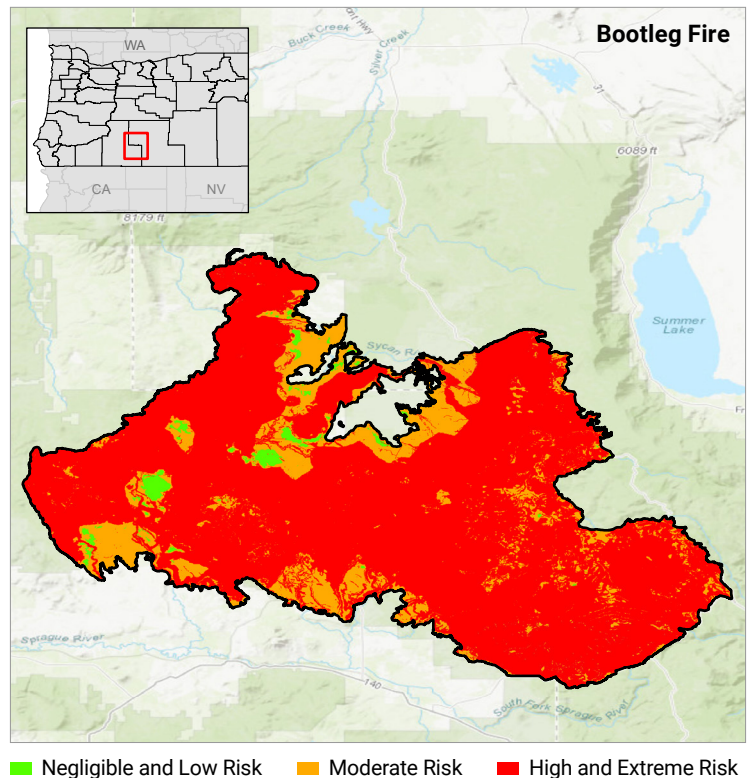 Bootleg Fire
WA
CA
NV
Buck Creek
Silver Creek
31
6089 ft
8179 ft
Summer
Lake
Sycan
Sprague River
140
South Fork Sprague River
Negligible and Low Risk
Moderate Risk
High and Extreme Risk